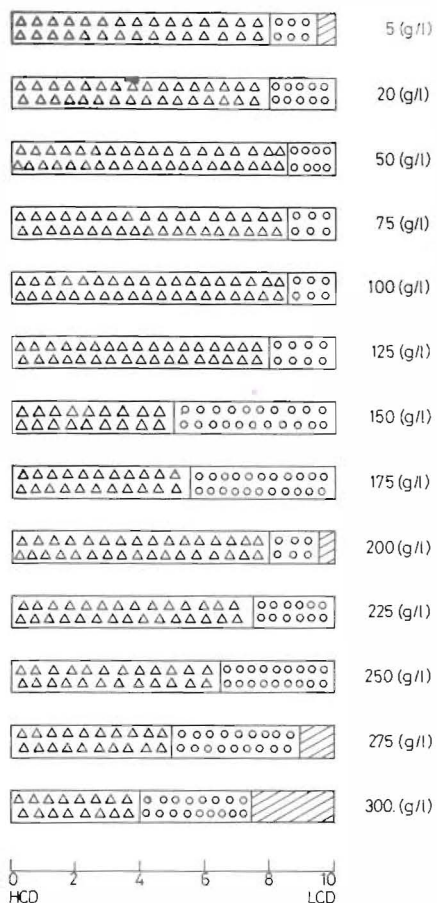 5 (g/l)
20 (g/l)
50 (g/l)
75 (g/l)
100 (g/l)
125 (g/l)
150 (g/l)
175 (g/l)
200 (g/l)
225 (g/l)
250 (g/l)
275 (g/l)
300. (g/l)
0 2 4 6 8 10
HCD LCD